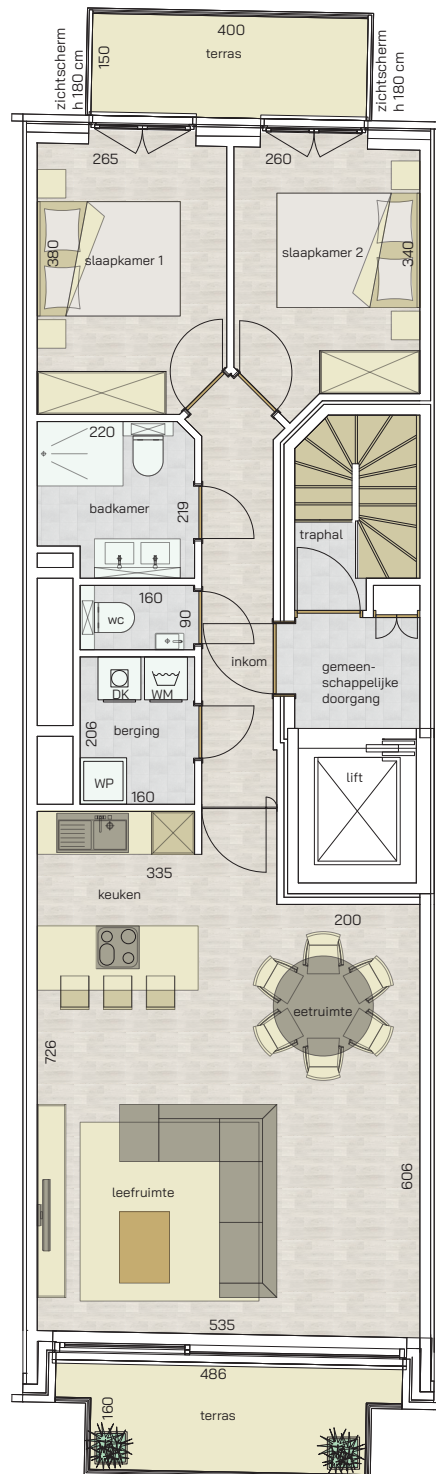 400
terras
150
zichtscherm
h 180 cm
zichtscherm
h 180 cm
265
260
380
slaapkamer 1
slaapkamer 2
340
220
badkamer
219
traphal
160
wc
90
inkom
gemeen-
schappelijke
doorgang
DK
WM
206
berging
WP
160
lift
335
keuken
200
eetruimte
726
leefruimte
606
535
486
160
terras